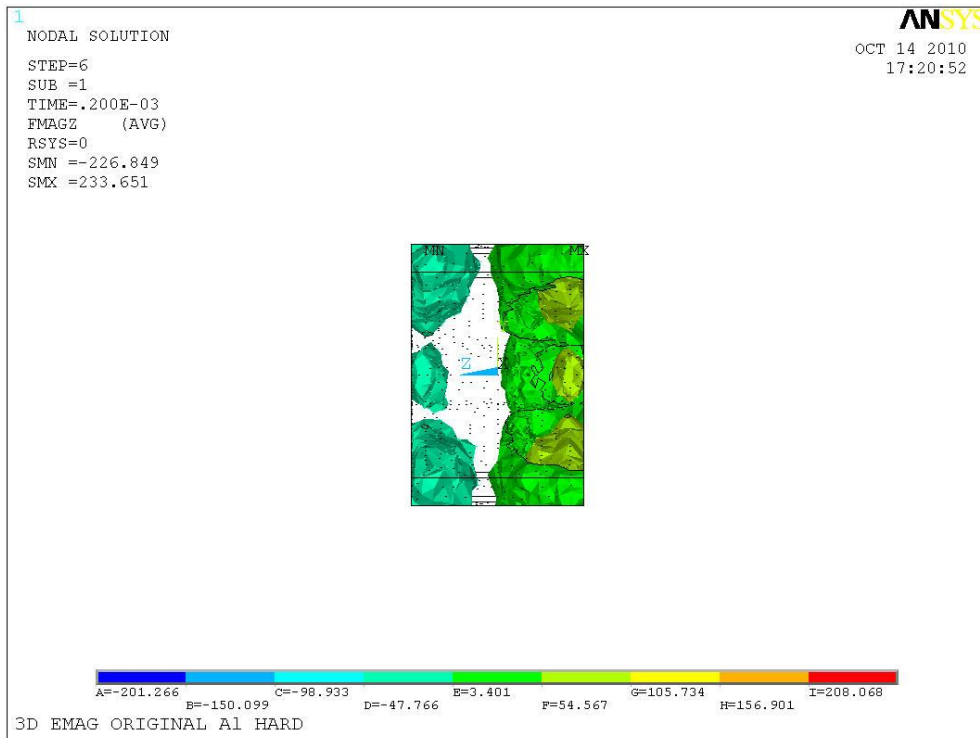 1
ANSYS
NODAL SOLUTION
OCT 14 2010
17:20:52
STEP=6
SUB =1
TIME=.200E-03
FMAGZ (AVG)
RSYS=0
SMN =-226.849
SMX =233.651
MN MX
Z X
A=-201.266 C=-98.933 E=3.401 G=105.734 I=208.068
B=-150.099 D=-47.766 F=54.567 H=156.901
3D EMAG ORIGINAL Al HARD